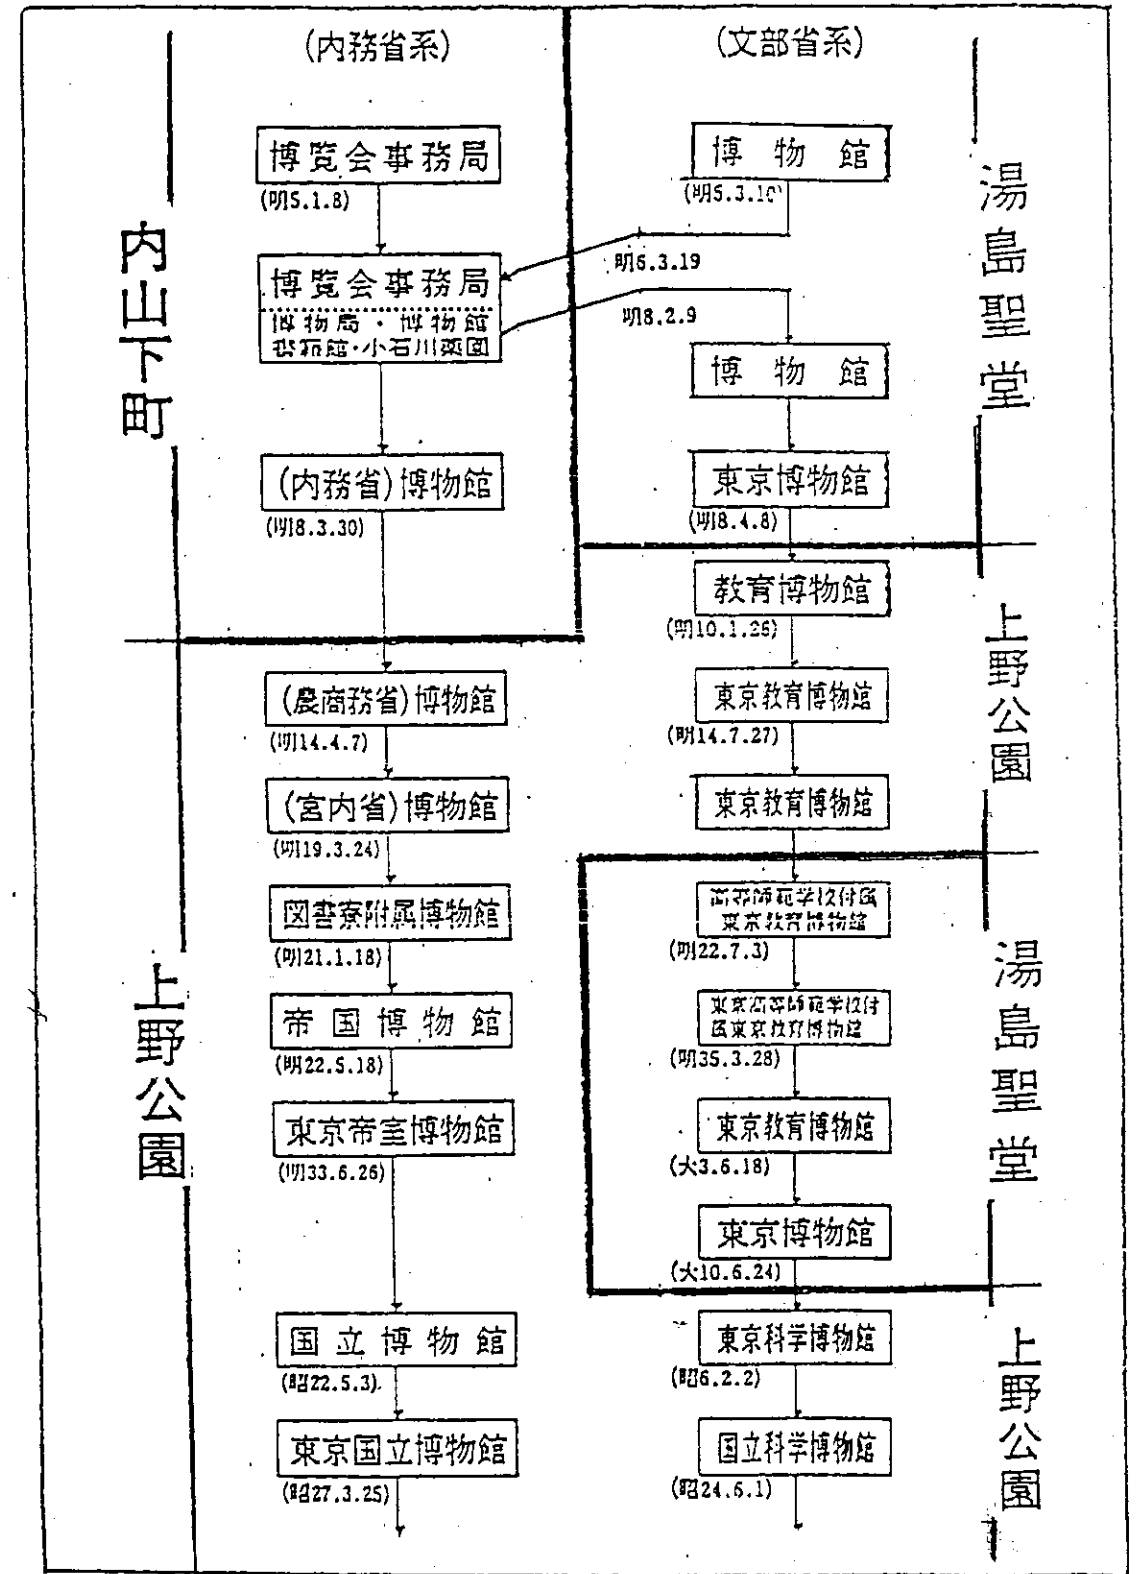 (内務省系)
博覧会事務局
(明5.1.8)
博覧会事務局
博物局・博物館
書籍館・小石川薬園
(内務省)博物館
(明8.3.30)
(農商務省)博物館
(明14.4.7)
(宮内省)博物館
(明19.3.24)
図書寮附属博物館
(明21.1.18)
帝国博物館
(明22.5.18)
東京帝室博物館
(明33.6.26)
国立博物館
(昭22.5.3)
東京国立博物館
(昭27.3.25)
内山下町
上野公園
(文部省系)
博物館
(明5.3.10)
明6.3.19
明8.2.9
博物館
東京博物館
(明8.4.8)
教育博物館
(明10.1.26)
東京教育博物館
(明14.7.27)
東京教育博物館
高等師範学校付属
東京教育博物館
(明22.7.3)
東京高等師範学校付
属東京教育博物館
(明35.3.28)
東京教育博物館
(大3.6.18)
東京博物館
(大10.6.24)
東京科学博物館
(昭6.2.2)
国立科学博物館
(昭24.6.1)
湯島聖堂
上野公園
湯島聖堂
上野公園